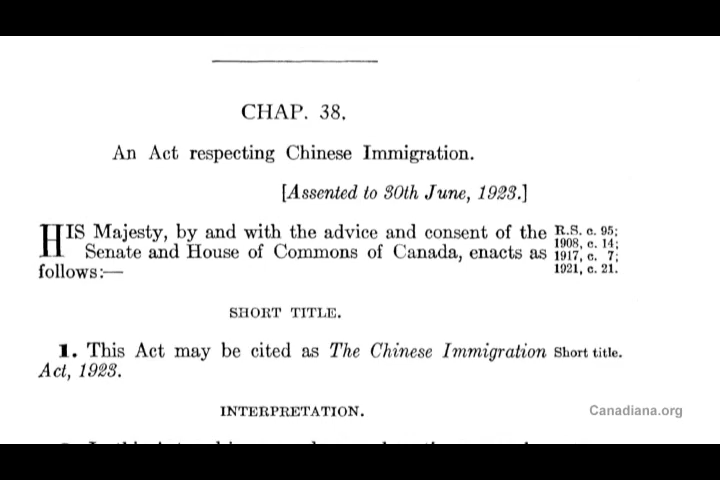 CHAP. 38.
An Act respecting Chinese Immigration.
[Assented to 30th June, 1923.]
HIS Majesty, by and with the advice and consent of the
Senate and House of Commons of Canada, enacts as
follows:—
R.S. c. 95;
1908, c. 14;
1917, c. 7;
1921, c. 21.
SHORT TITLE.
1. This Act may be cited as The Chinese Immigration
Act, 1923.
Short title.
INTERPRETATION.
Canadiana.org